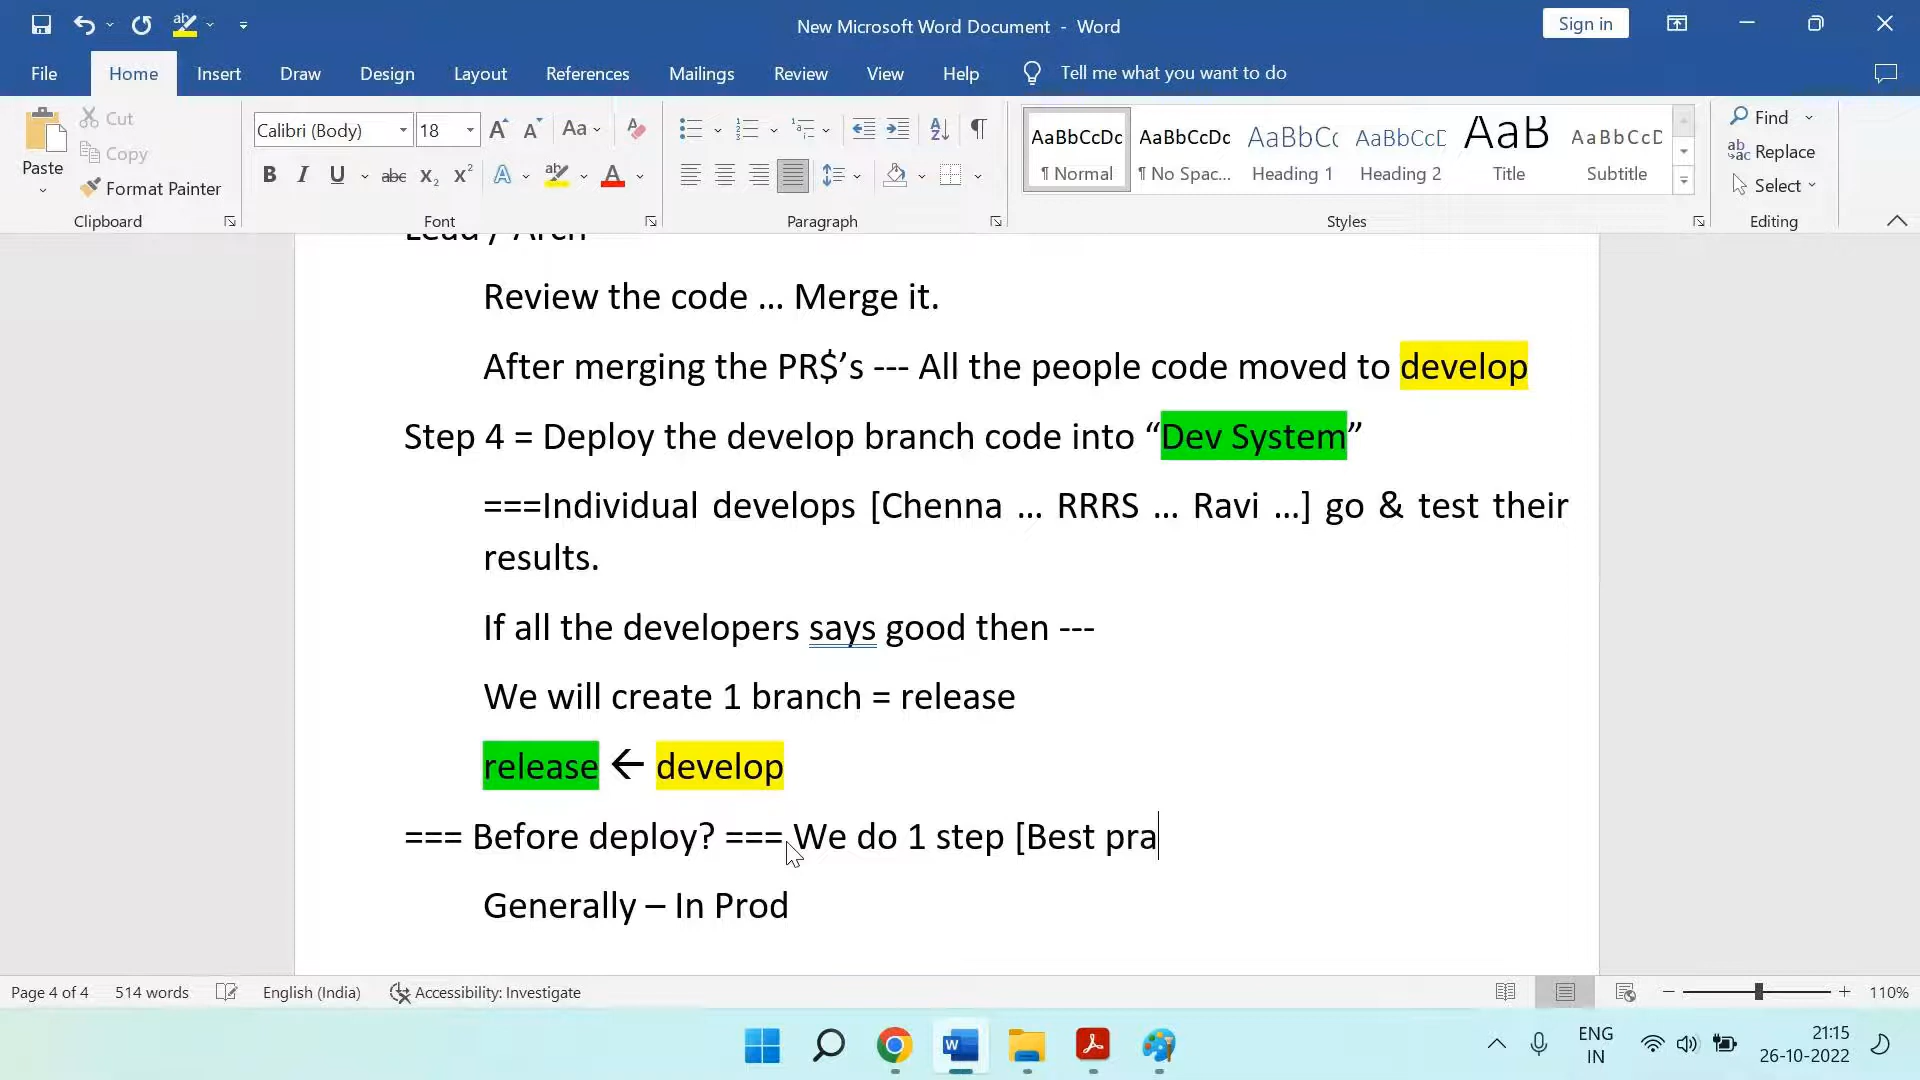 New Microsoft Word Document - Word
Sign in
File Home Insert Draw Design Layout References Mailings Review View Help Tell me what you want to do
Paste
Cut
Copy
Format Painter
Clipboard
Calibri (Body) 18
Font
Paragraph
AaBbCcDc AaBbCcDc AaBbCc AaBbCcD AaB AaBbCcD
¶ Normal ¶ No Spac... Heading 1 Heading 2 Title Subtitle
Styles
Find
Replace
Select
Editing
Lead / Arch
Review the code … Merge it.
After merging the PR$’s --- All the people code moved to develop
Step 4 = Deploy the develop branch code into “Dev System”
===Individual develops [Chenna … RRRS … Ravi …] go & test their
results.
If all the developers says good then ---
We will create 1 branch = release
release ← develop
=== Before deploy? === We do 1 step [Best pra
Generally – In Prod
Page 4 of 4 514 words English (India) Accessibility: Investigate 110%
ENG
IN
21:15
26-10-2022